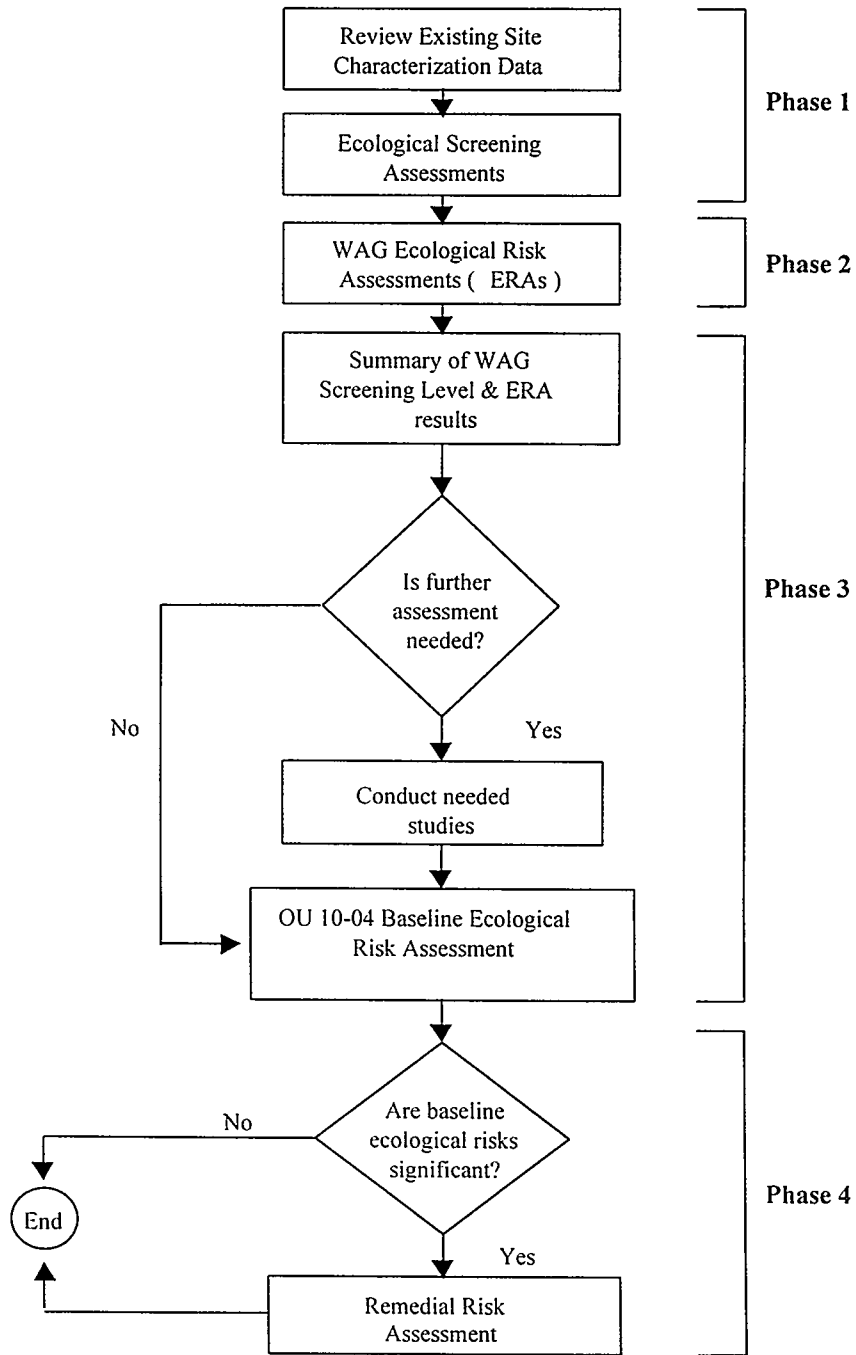 Review Existing Site
Characterization Data
Phase 1
Ecological Screening
Assessments
WAG Ecological Risk
Assessments ( ERAs )
Phase 2
Summary of WAG
Screening Level & ERA
results
Is further
assessment
needed?
Phase 3
No
Yes
Conduct needed
studies
OU 10-04 Baseline Ecological
Risk Assessment
Are baseline
ecological risks
significant?
No
Phase 4
End
Yes
Remedial Risk
Assessment